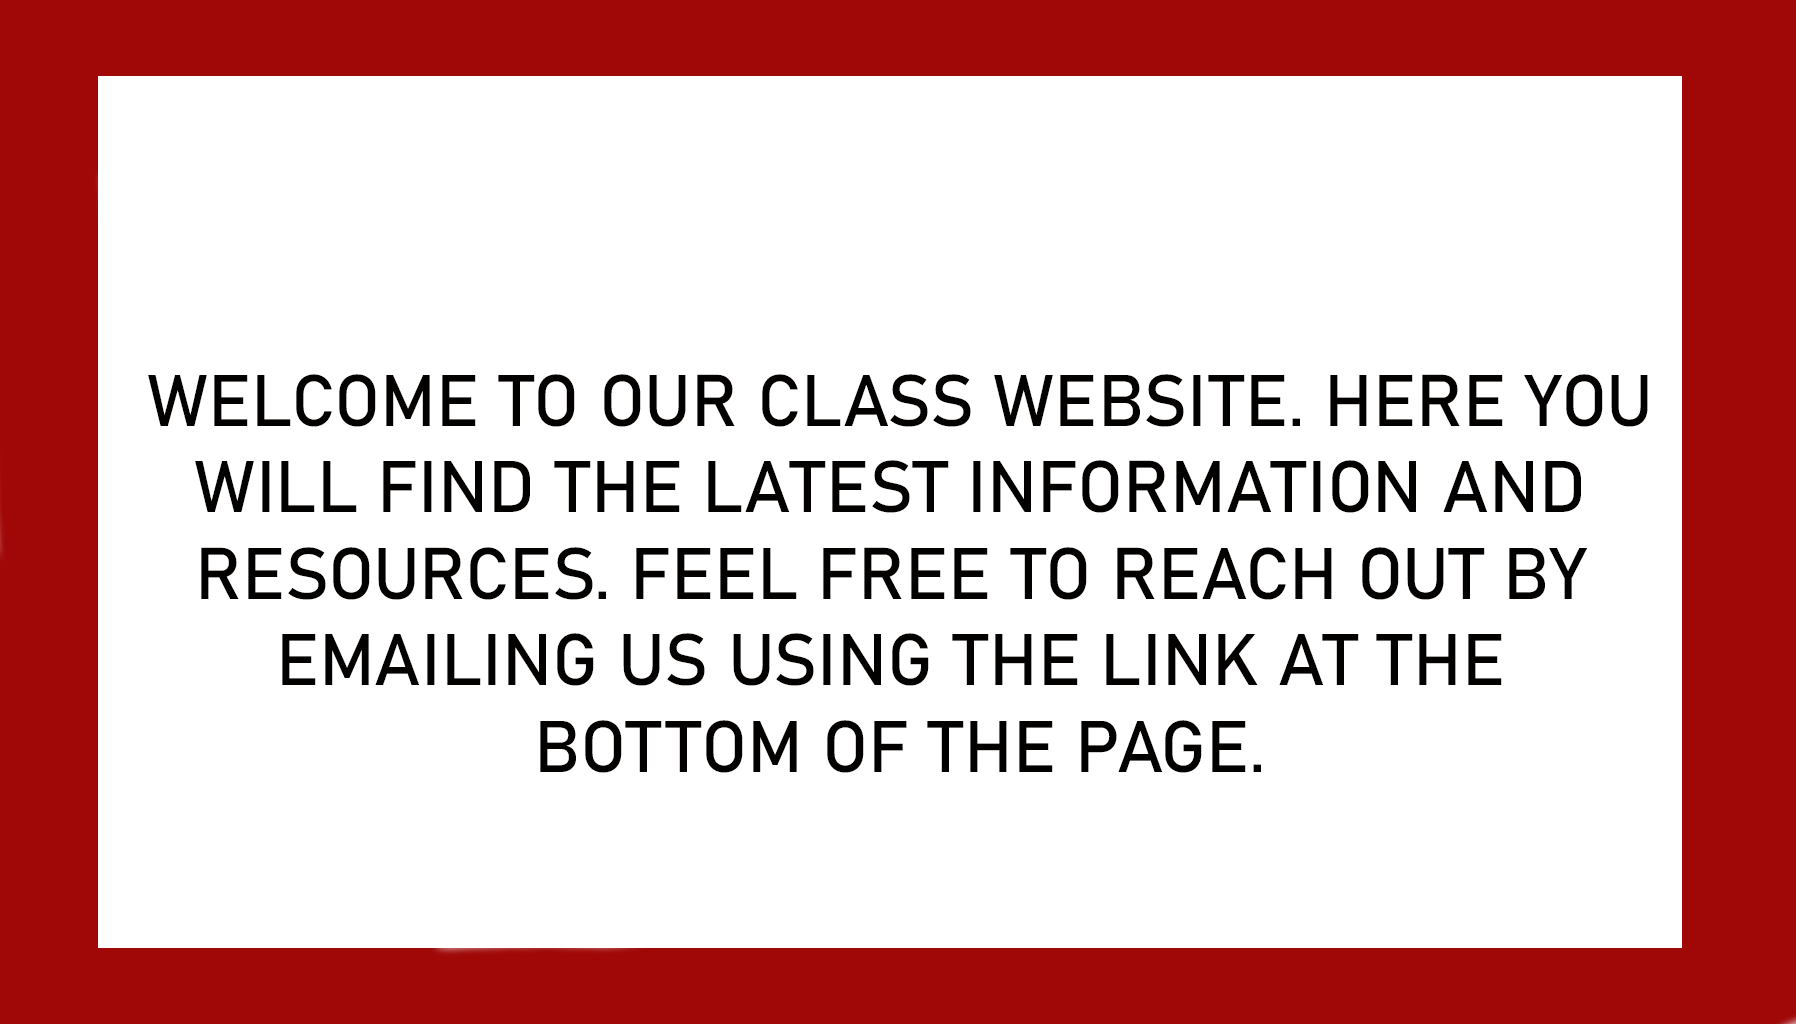 WELCOME TO OUR CLASS WEBSITE. HERE YOU
WILL FIND THE LATEST INFORMATION AND
RESOURCES. FEEL FREE TO REACH OUT BY
EMAILING US USING THE LINK AT THE
BOTTOM OF THE PAGE.